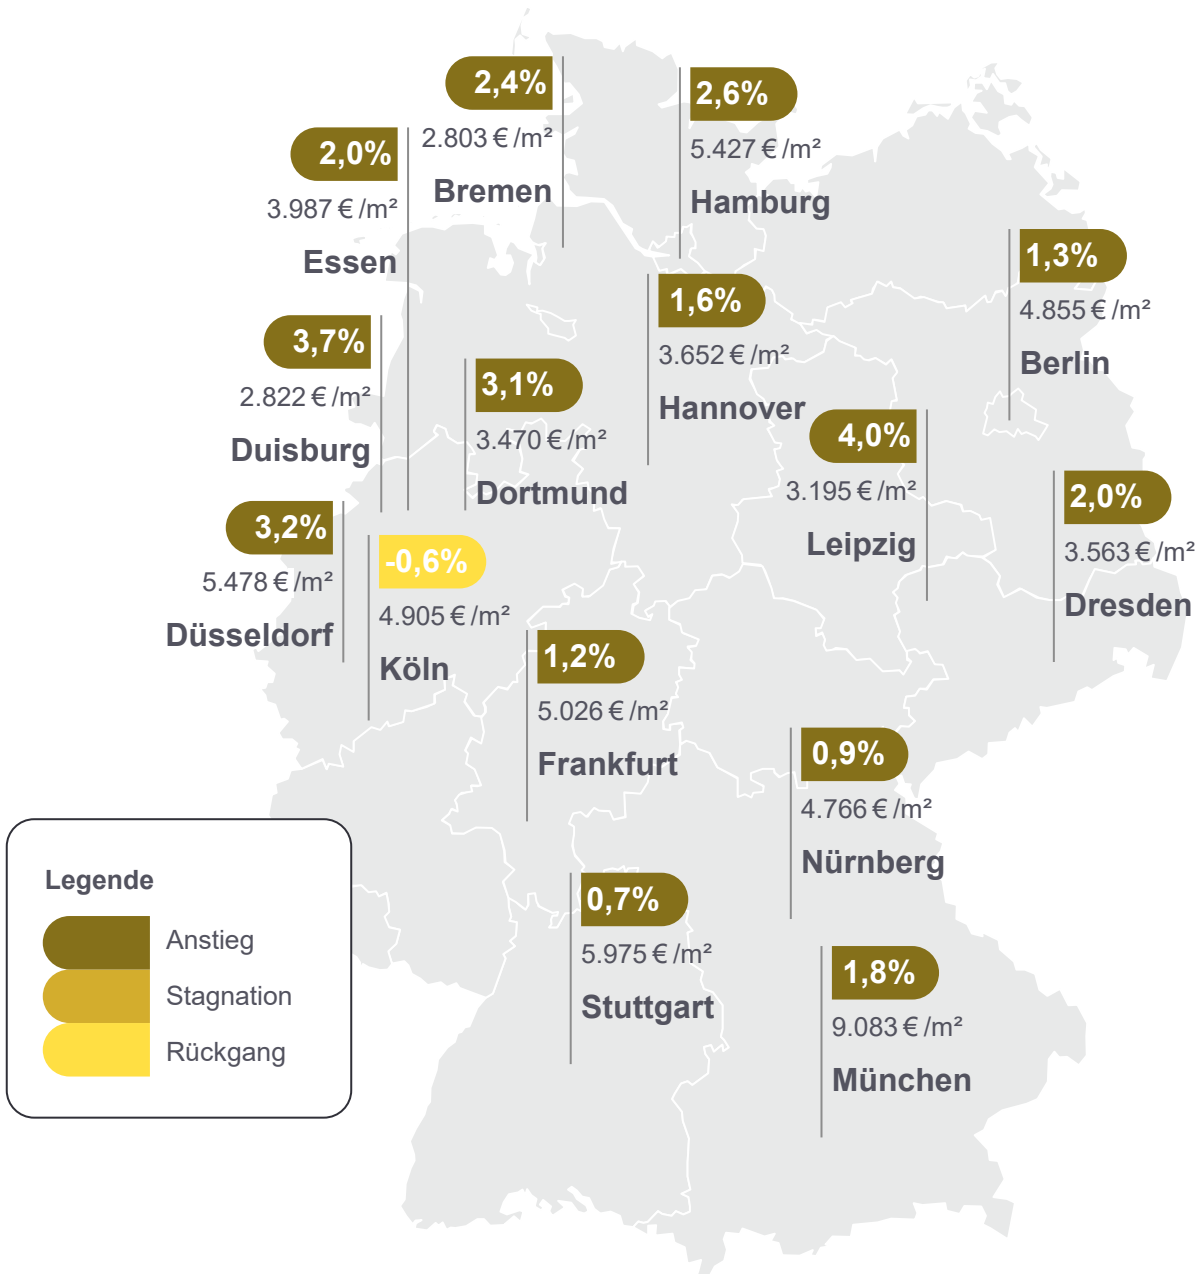 2,4%
2.803 € /m²
Bremen
2,6%
5.427 € /m²
Hamburg
2,0%
3.987 € /m²
Essen
1,3%
4.855 € /m²
Berlin
1,6%
3.652 € /m²
Hannover
3,7%
2.822 € /m²
Duisburg
3,1%
3.470 € /m²
Dortmund
4,0%
3.195 € /m²
Leipzig
2,0%
3.563 € /m²
Dresden
3,2%
5.478 € /m²
Düsseldorf
-0,6%
4.905 € /m²
Köln
1,2%
5.026 € /m²
Frankfurt
0,9%
4.766 € /m²
Nürnberg
0,7%
5.975 € /m²
Stuttgart
1,8%
9.083 € /m²
München
Legende
Anstieg
Stagnation
Rückgang